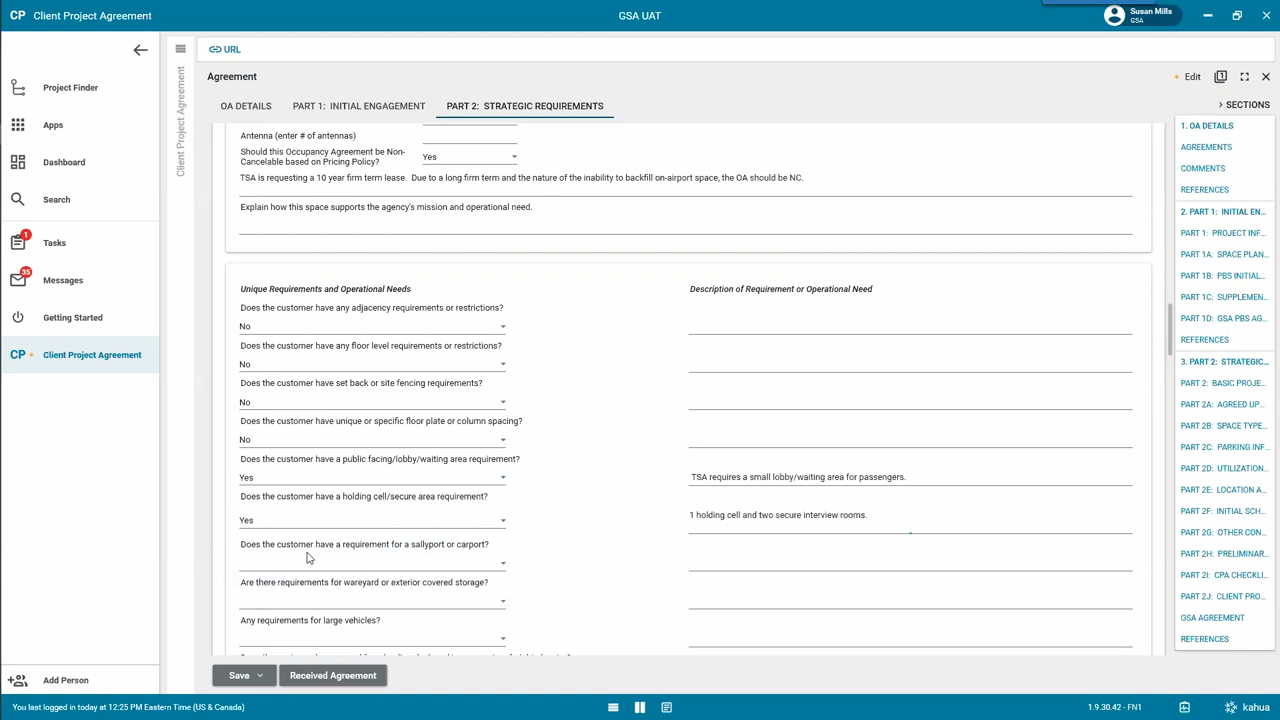 CP Client Project Agreement
GSA UAT
Susan Mills
GSA
URL
Agreement
Edit
OA DETAILS
PART 1: INITIAL ENGAGEMENT
PART 2: STRATEGIC REQUIREMENTS
> SECTIONS
Project Finder
Apps
Dashboard
Search
1 Tasks
35 Messages
Getting Started
CP Client Project Agreement
Add Person
Client Project Agreement
Antenna (enter # of antennas)
Should this Occupancy Agreement be Non-
Cancelable based on Pricing Policy?
Yes
TSA is requesting a 10 year firm term lease. Due to a long firm term and the nature of the inability to backfill on-airport space, the OA should be NC.
Explain how this space supports the agency's mission and operational need.
Unique Requirements and Operational Needs
Description of Requirement or Operational Need
Does the customer have any adjacency requirements or restrictions?
No
Does the customer have any floor level requirements or restrictions?
No
Does the customer have set back or site fencing requirements?
No
Does the customer have unique or specific floor plate or column spacing?
No
Does the customer have a public facing/lobby/waiting area requirement?
Yes
TSA requires a small lobby/waiting area for passengers.
Does the customer have a holding cell/secure area requirement?
Yes
1 holding cell and two secure interview rooms.
Does the customer have a requirement for a sallyport or carport?
Are there requirements for wareyard or exterior covered storage?
Any requirements for large vehicles?
Save
Received Agreement
1. OA DETAILS
AGREEMENTS
COMMENTS
REFERENCES
2. PART 1: INITIAL EN...
PART 1: PROJECT INF...
PART 1A: SPACE PLAN...
PART 1B: PBS INITIAL...
PART 1C: SUPPLEMEN...
PART 1D: GSA PBS AG...
REFERENCES
3. PART 2: STRATEGIC...
PART 2: BASIC PROJE...
PART 2A: AGREED UP...
PART 2B: SPACE TYPE...
PART 2C: PARKING INF...
PART 2D: UTILIZATION...
PART 2E: LOCATION A...
PART 2F: INITIAL SCH...
PART 2G: OTHER CON...
PART 2H: PRELIMINAR...
PART 2I: CPA CHECKLI...
PART 2J: CLIENT PRO...
GSA AGREEMENT
REFERENCES
You last logged in today at 12:25 PM Eastern Time (US & Canada)
1.9.30.42 - FN1
kahua